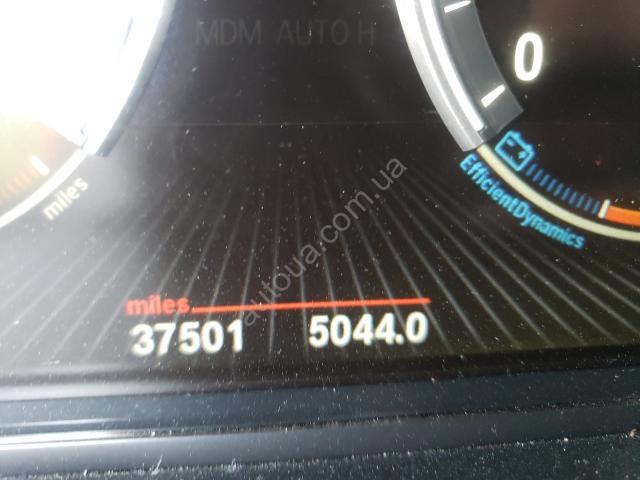 MDM AUTO H
0
miles
EfficientDynamics
autoua.com.ua
miles
37501 5044.0